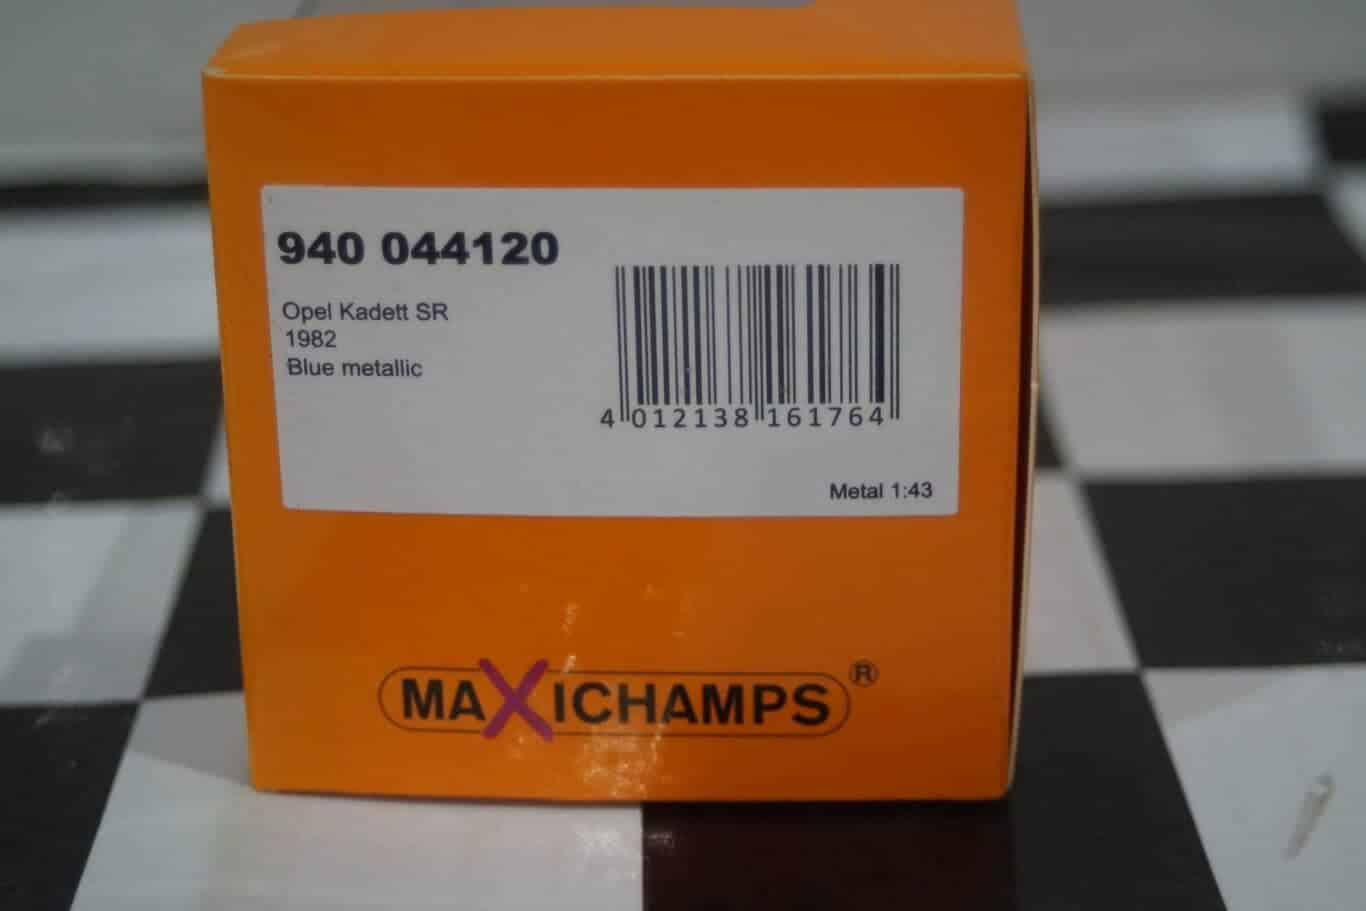 940 044120
Opel Kadett SR
1982
Blue metallic
4 012138 161764
Metal 1:43
MAXICHAMPS®